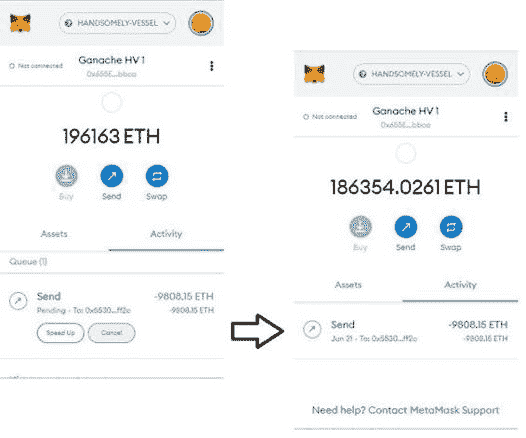 HANDSOMELY-VESSEL
Not connected
Ganache HV 1
0x655E...bbca
196163 ETH
Buy
Send
Swap
Assets
Activity
Queue (1)
Send
-9808.15 ETH
Pending - To: 0x5530...ff2c
-9808.15 ETH
Speed Up
Cancel
HANDSOMELY-VESSEL
Not connected
Ganache HV 1
0x655E...bbca
186354.0261 ETH
Buy
Send
Swap
Assets
Activity
Send
-9808.15 ETH
Jun 21 - To: 0x5530...ff2c
-9808.15 ETH
Need help? Contact MetaMask Support